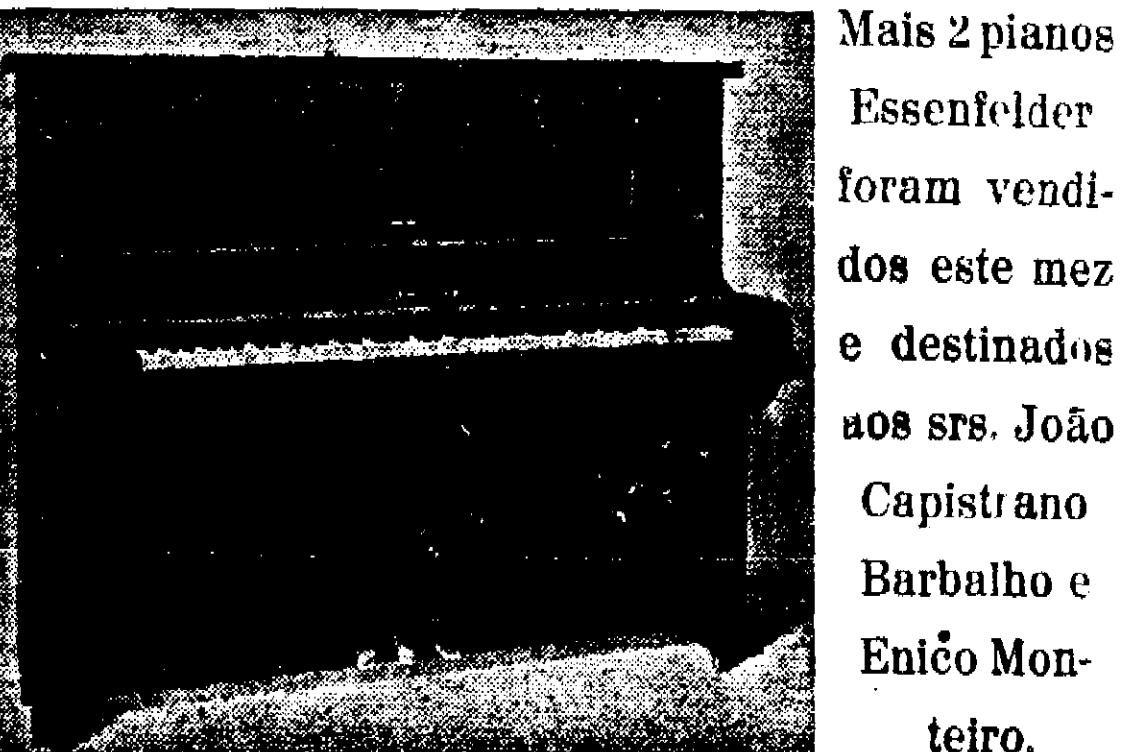 Mais 2 pianos
Essenfelder
foram vendi-
dos este mez
e destinados
aos srs. João
Capistrano
Barbalho e
Enico Mon-
teiro.